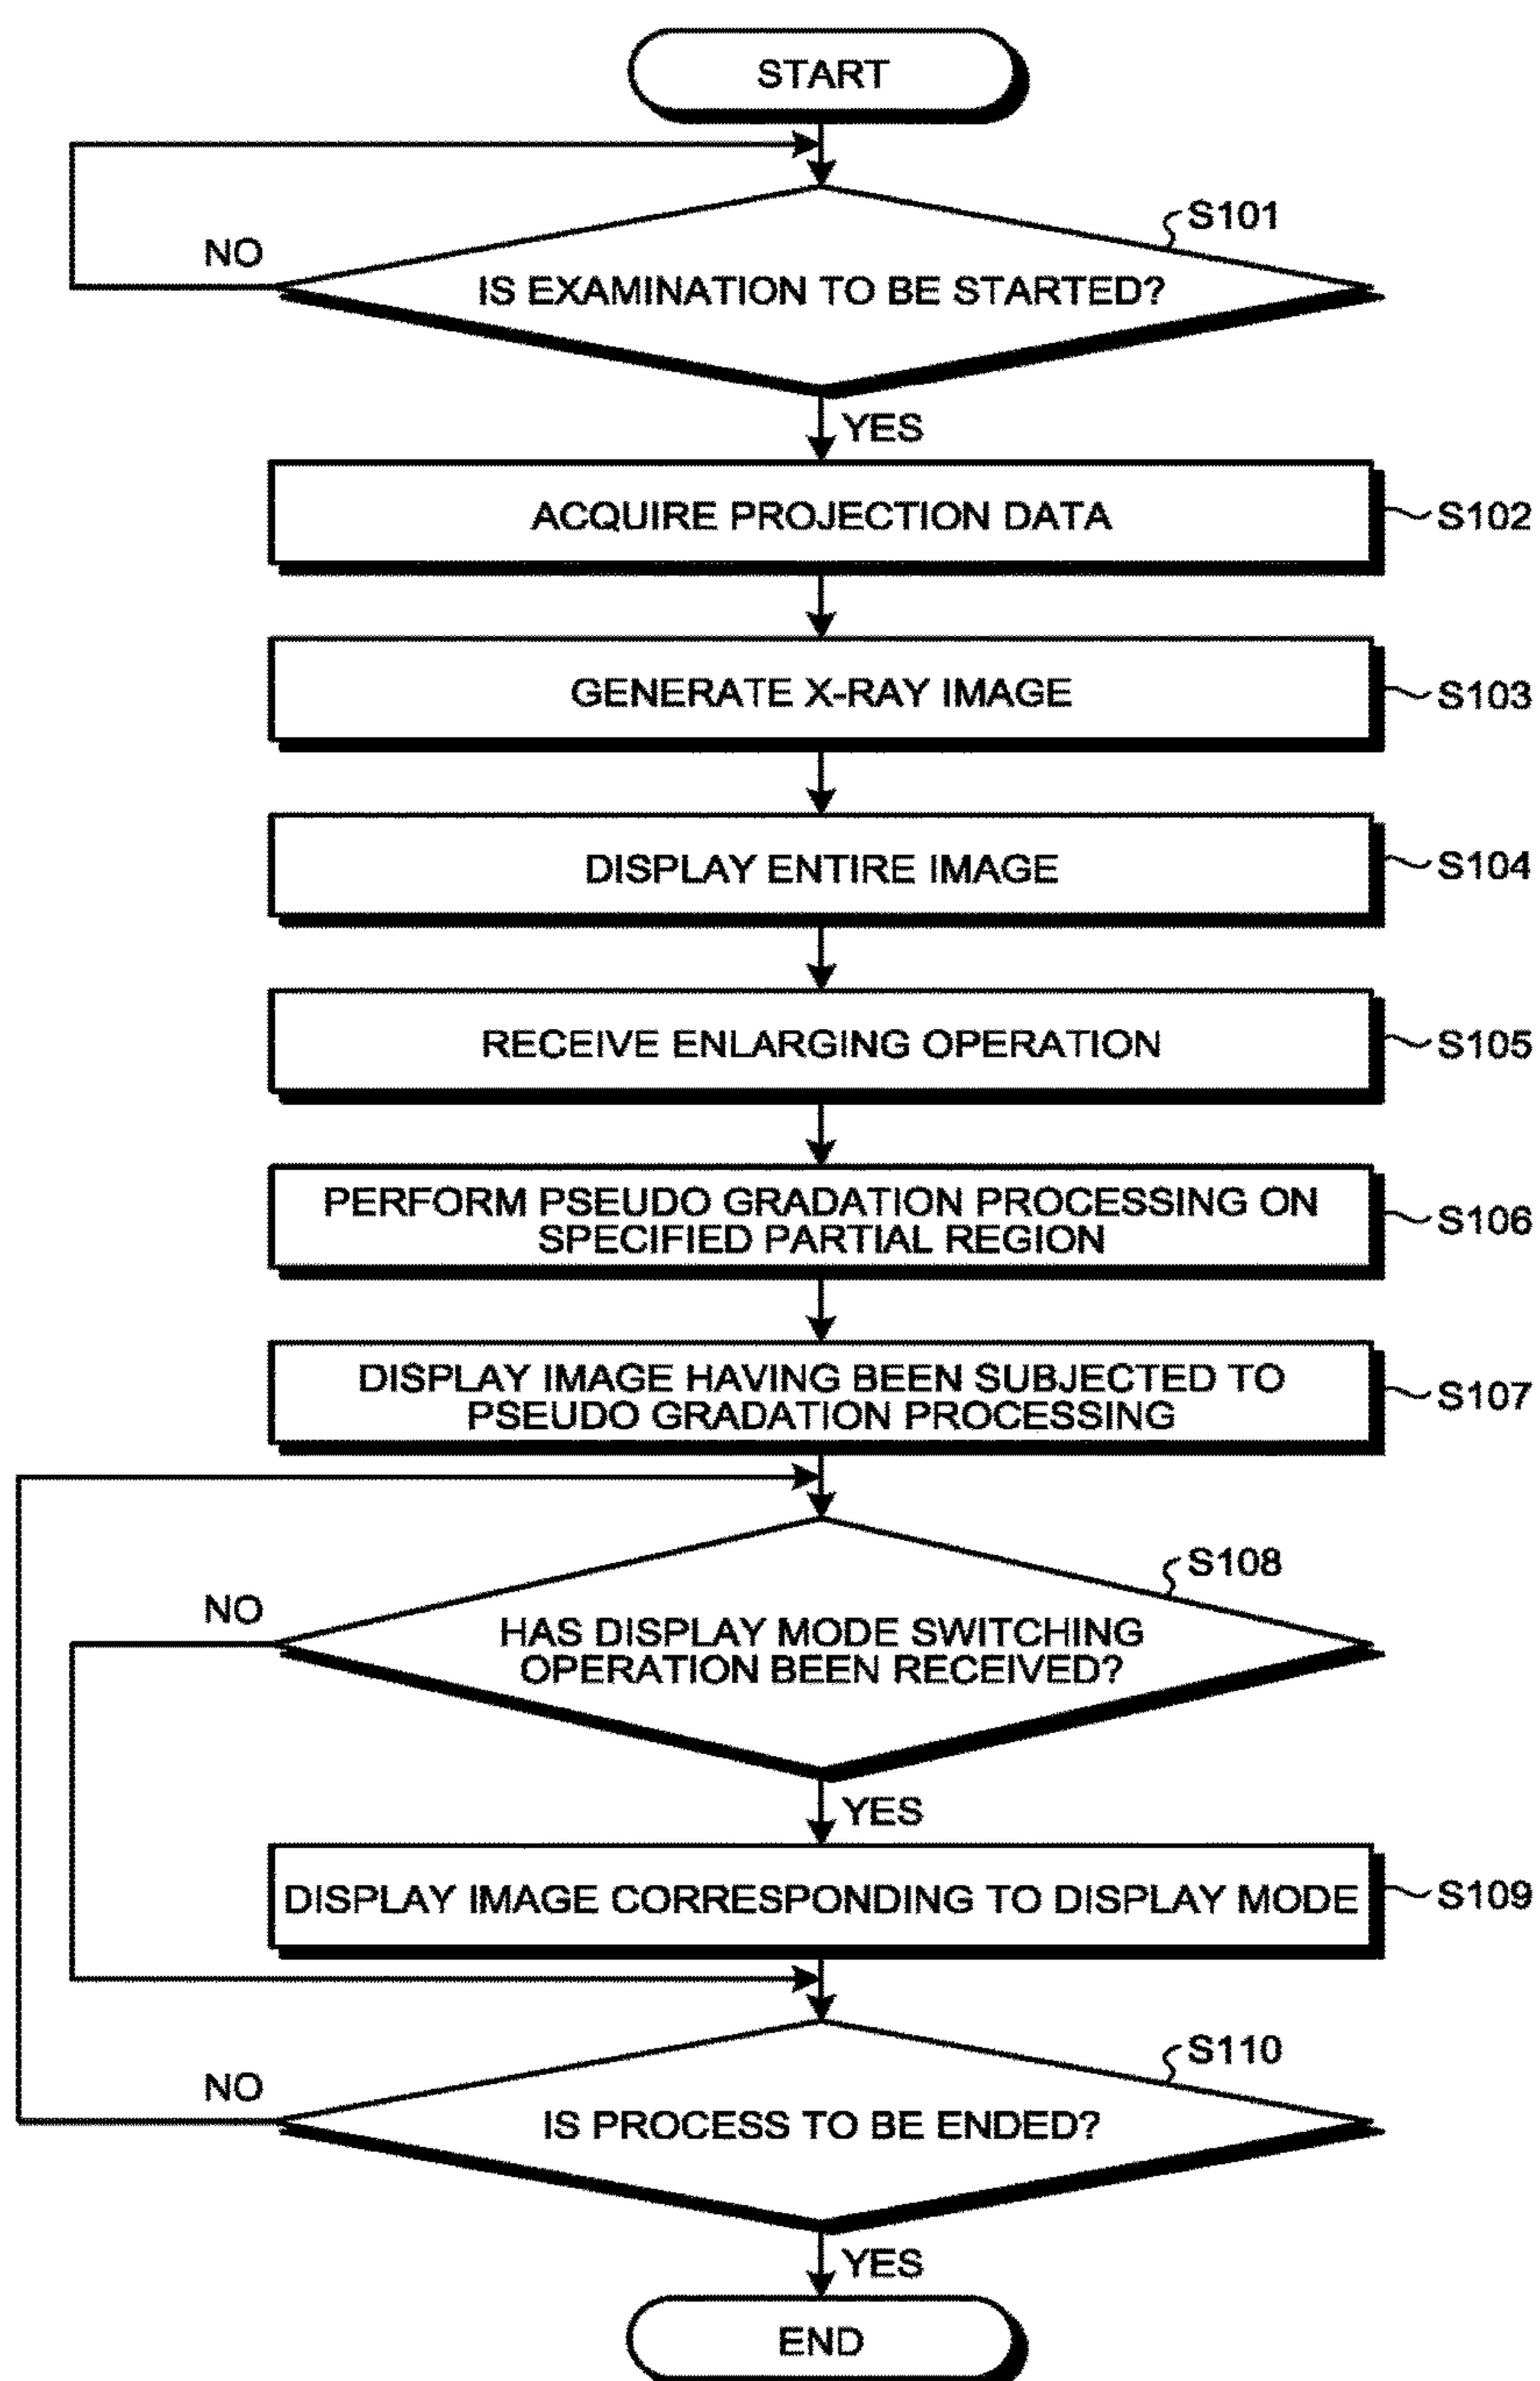 START
S101
NO
IS EXAMINATION TO BE STARTED?
YES
ACQUIRE PROJECTION DATA
S102
GENERATE X-RAY IMAGE
S103
DISPLAY ENTIRE IMAGE
S104
RECEIVE ENLARGING OPERATION
S105
PERFORM PSEUDO GRADATION PROCESSING ON
SPECIFIED PARTIAL REGION
S106
DISPLAY IMAGE HAVING BEEN SUBJECTED TO
PSEUDO GRADATION PROCESSING
S107
S108
NO
HAS DISPLAY MODE SWITCHING
OPERATION BEEN RECEIVED?
YES
DISPLAY IMAGE CORRESPONDING TO DISPLAY MODE
S109
S110
NO
IS PROCESS TO BE ENDED?
YES
END